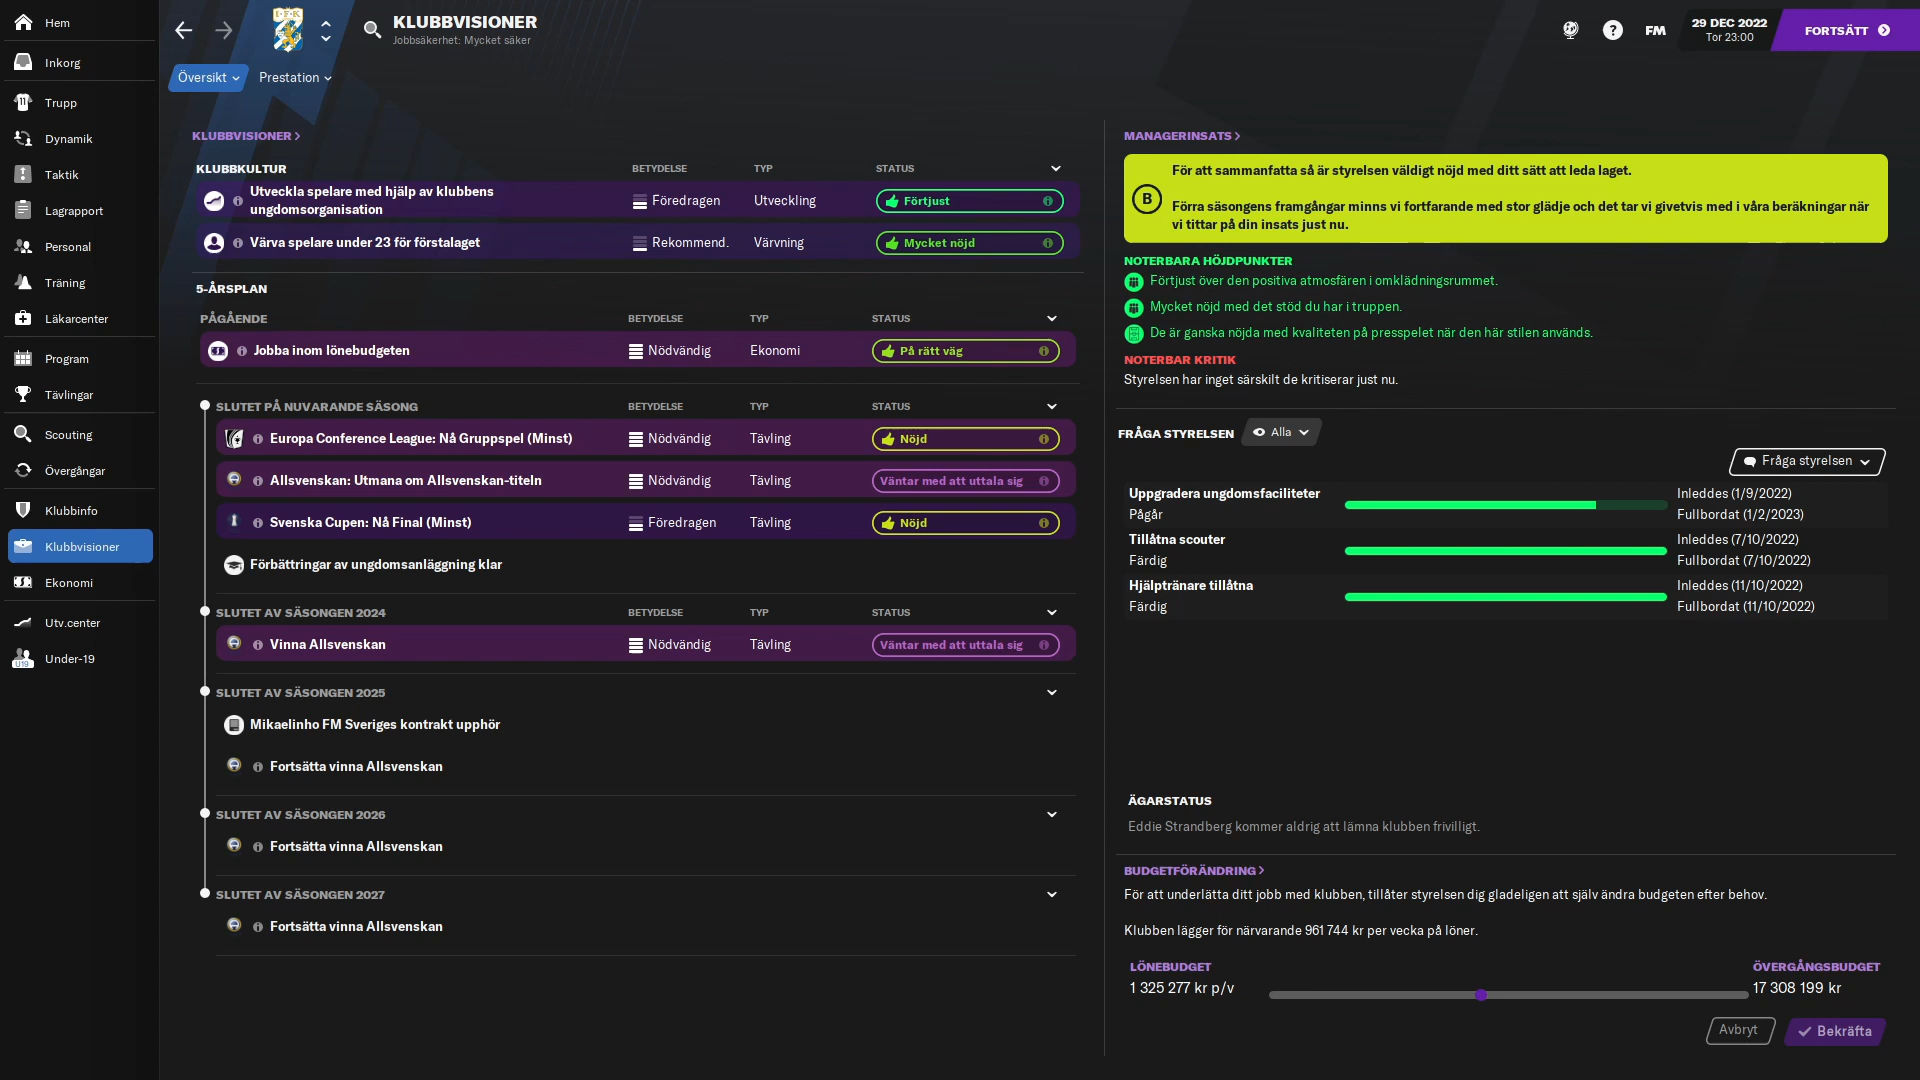 Hem
Inkorg
Trupp
Dynamik
Taktik
Lagrapport
Personal
Träning
Läkarcenter
Program
Tävlingar
Scouting
Övergångar
Klubbinfo
Klubbvisioner
Ekonomi
Utv.center
U19
Under-19
I.F.K
KLUBBVISIONER
Jobbsäkerhet: Mycket säker
FM
29 DEC 2022
Tor 23:00
FORTSÄTT
Översikt
Prestation
KLUBBVISIONER
KLUBBKULTUR BETYDELSE TYP STATUS
Utveckla spelare med hjälp av klubbens
ungdomsorganisation
Föredragen Utveckling Förtjust
Värva spelare under 23 för förstalaget Rekommend. Värvning Mycket nöjd
5-ÅRSPLAN
PÅGÅENDE BETYDELSE TYP STATUS
Jobba inom lönebudgeten Nödvändig Ekonomi På rätt väg
SLUTET PÅ NUVARANDE SÄSONG BETYDELSE TYP STATUS
Europa Conference League: Nå Gruppspel (Minst) Nödvändig Tävling Nöjd
Allsvenskan: Utmana om Allsvenskan-titeln Nödvändig Tävling Väntar med att uttala sig
Svenska Cupen: Nå Final (Minst) Föredragen Tävling Nöjd
Förbättringar av ungdomsanläggning klar
SLUTET AV SÄSONGEN 2024 BETYDELSE TYP STATUS
Vinna Allsvenskan Nödvändig Tävling Väntar med att uttala sig
SLUTET AV SÄSONGEN 2025
Mikaelinho FM Sveriges kontrakt upphör
Fortsätta vinna Allsvenskan
SLUTET AV SÄSONGEN 2026
Fortsätta vinna Allsvenskan
SLUTET AV SÄSONGEN 2027
Fortsätta vinna Allsvenskan
MANAGERINSATS
B
För att sammanfatta så är styrelsen väldigt nöjd med ditt sätt att leda laget.
Förra säsongens framgångar minns vi fortfarande med stor glädje och det tar vi givetvis med i våra beräkningar när
vi tittar på din insats just nu.
NOTERBARA HÖJDPUNKTER
Förtjust över den positiva atmosfären i omklädningsrummet.
Mycket nöjd med det stöd du har i truppen.
De är ganska nöjda med kvaliteten på presspelet när den här stilen används.
NOTERBAR KRITIK
Styrelsen har inget särskilt de kritiserar just nu.
FRÅGA STYRELSEN Alla
Fråga styrelsen
Uppgradera ungdomsfaciliteter Inleddes (1/9/2022)
Pågår Fullbordat (1/2/2023)
Tillåtna scouter Inleddes (7/10/2022)
Färdig Fullbordat (7/10/2022)
Hjälptränare tillåtna Inleddes (11/10/2022)
Färdig Fullbordat (11/10/2022)
ÄGARSTATUS
Eddie Strandberg kommer aldrig att lämna klubben frivilligt.
BUDGETFÖRÄNDRING
För att underlätta ditt jobb med klubben, tillåter styrelsen dig gladeligen att själv ändra budgeten efter behov.
Klubben lägger för närvarande 961 744 kr per vecka på löner.
LÖNEBUDGET ÖVERGÅNGSBUDGET
1 325 277 kr p/v 17 308 199 kr
Avbryt Bekräfta